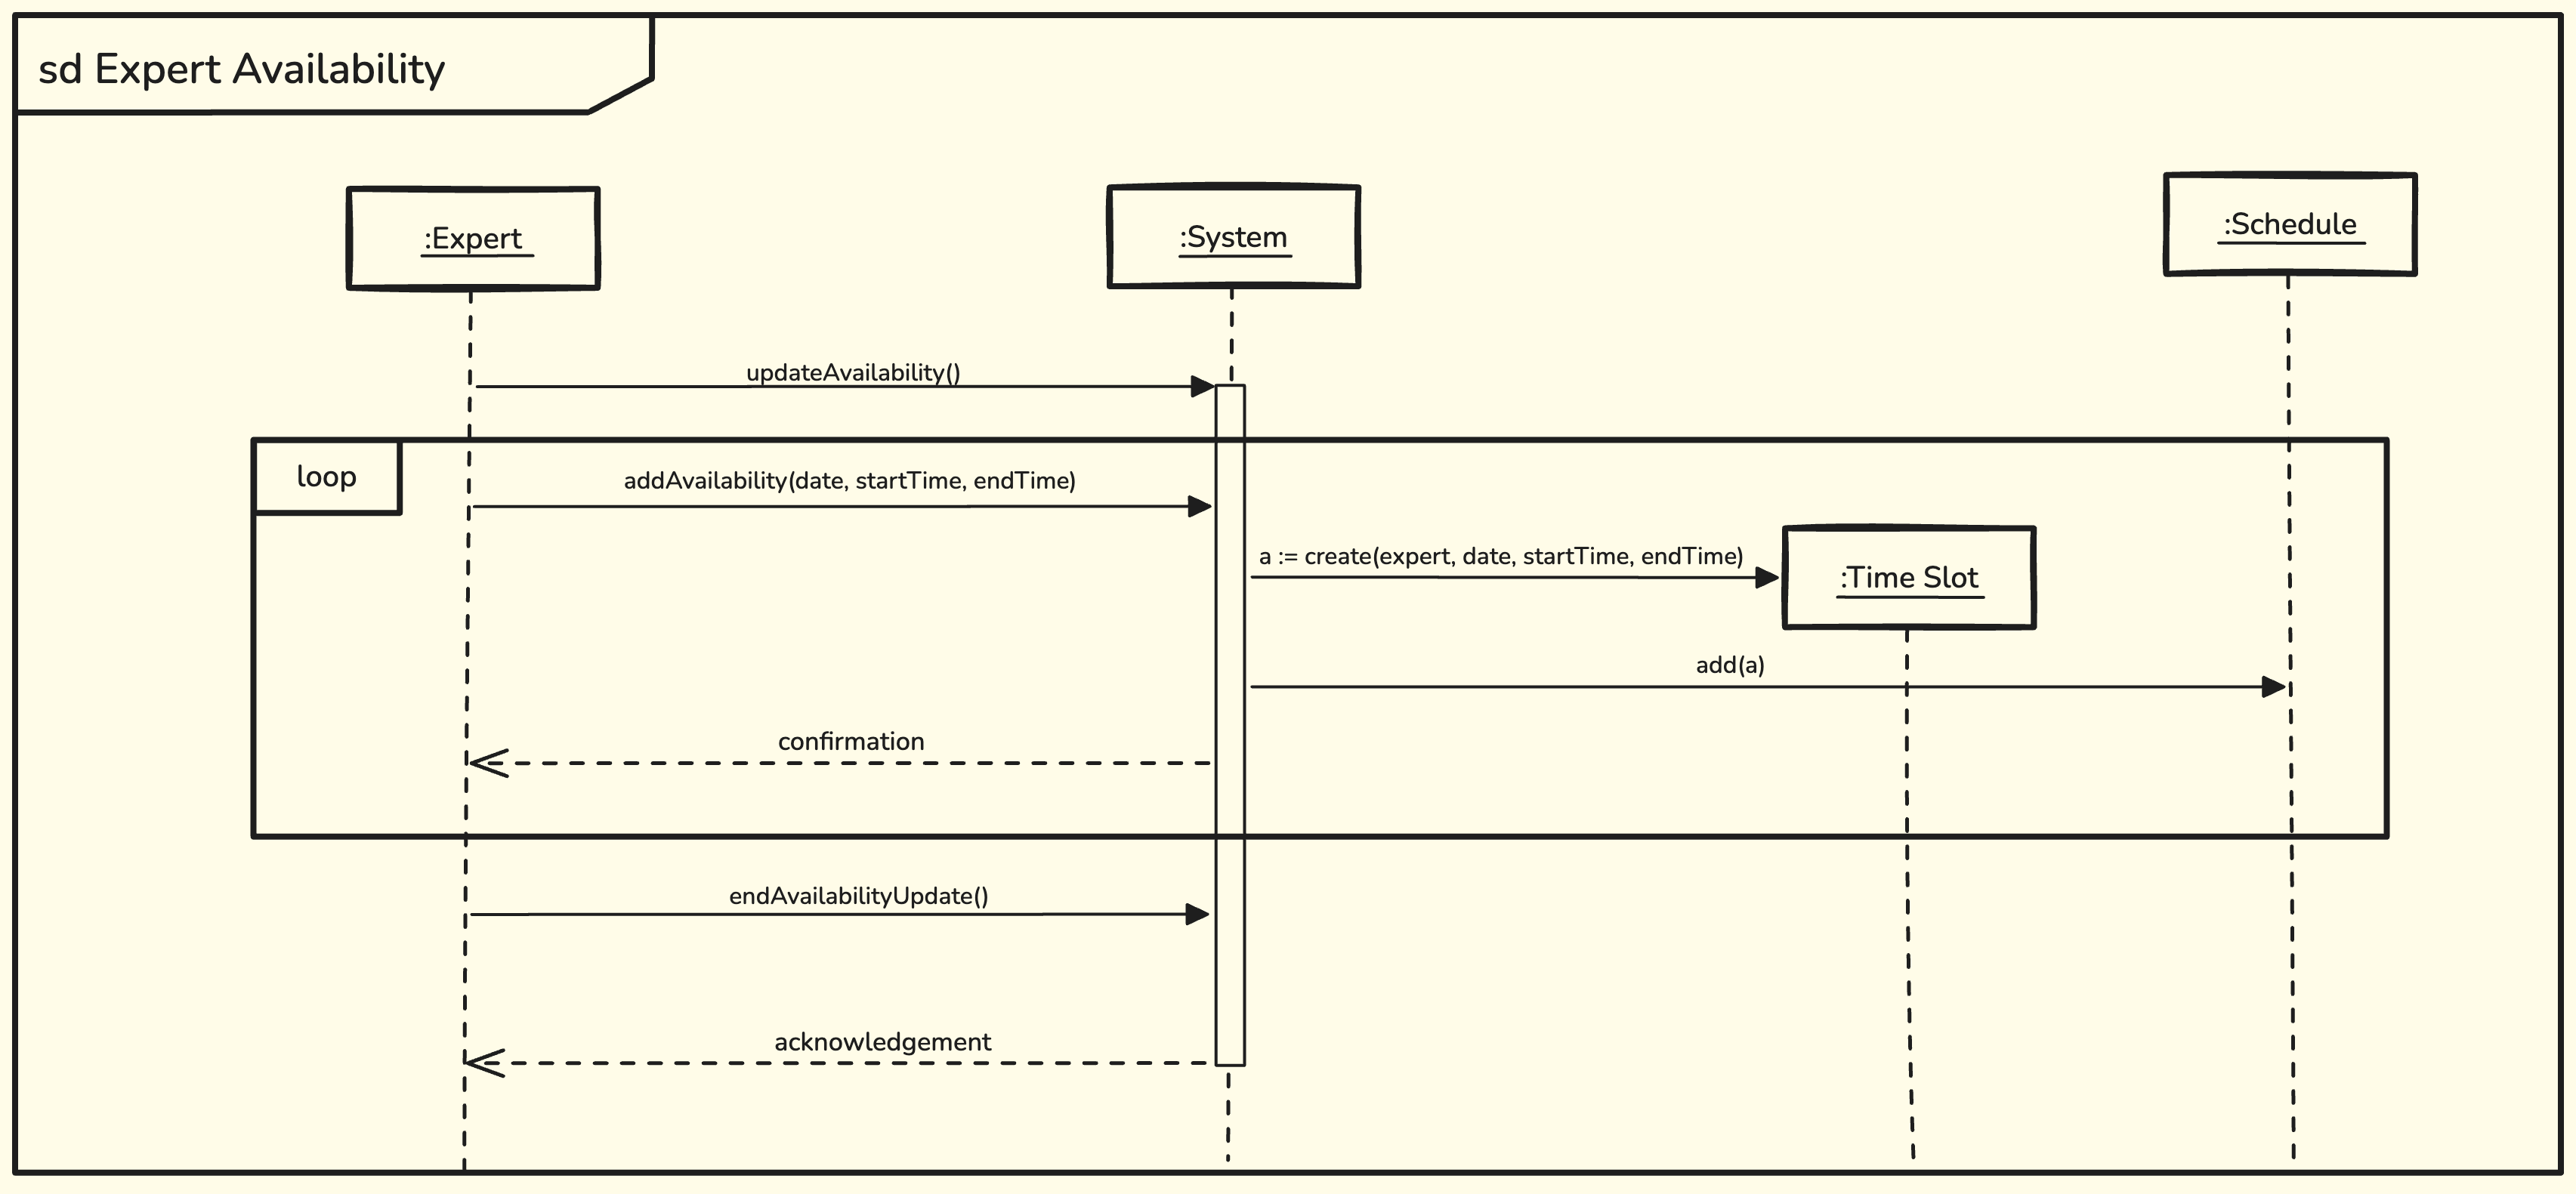 sd Expert Availability
:Expert
:System
:Schedule
updateAvailability()
loop
addAvailability(date, startTime, endTime)
a := create(expert, date, startTime, endTime)
:Time Slot
add(a)
confirmation
endAvailabilityUpdate()
acknowledgement